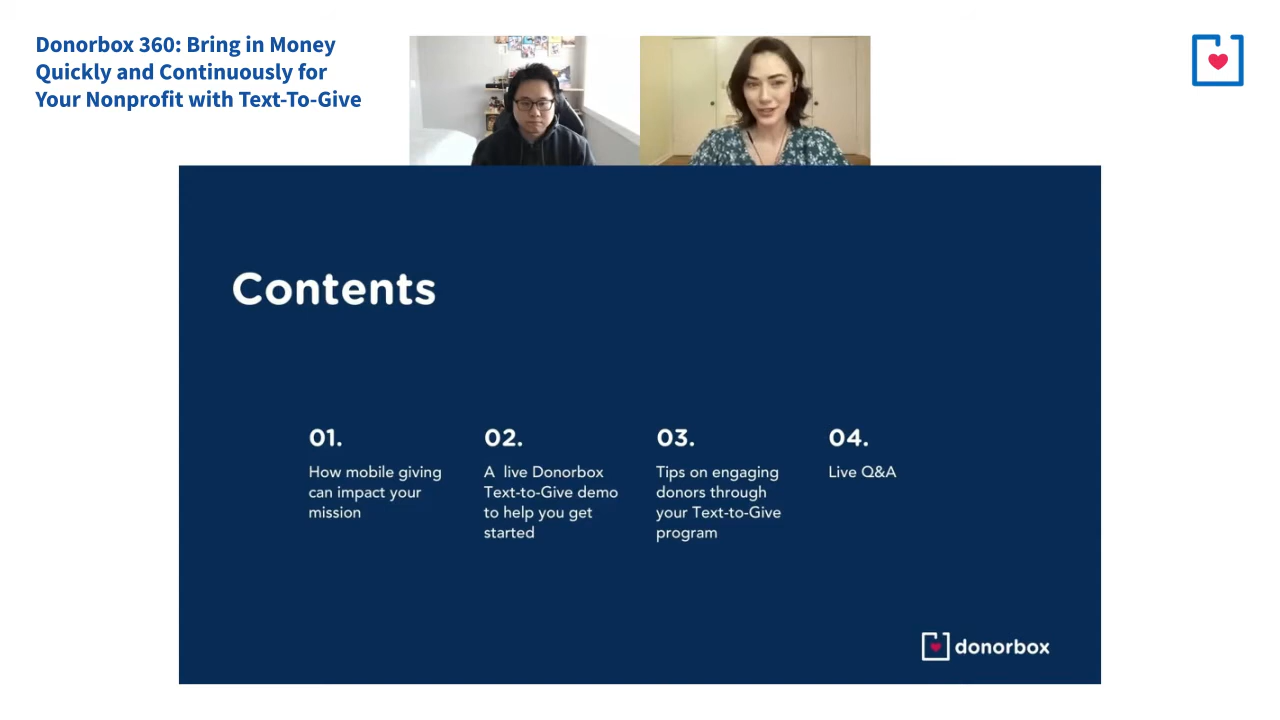 Donorbox 360: Bring in Money
Quickly and Continuously for
Your Nonprofit with Text-To-Give
Contents
01.
How mobile giving
can impact your
mission
02.
A live Donorbox
Text-to-Give demo
to help you get
started
03.
Tips on engaging
donors through
your Text-to-Give
program
04.
Live Q&A
donorbox